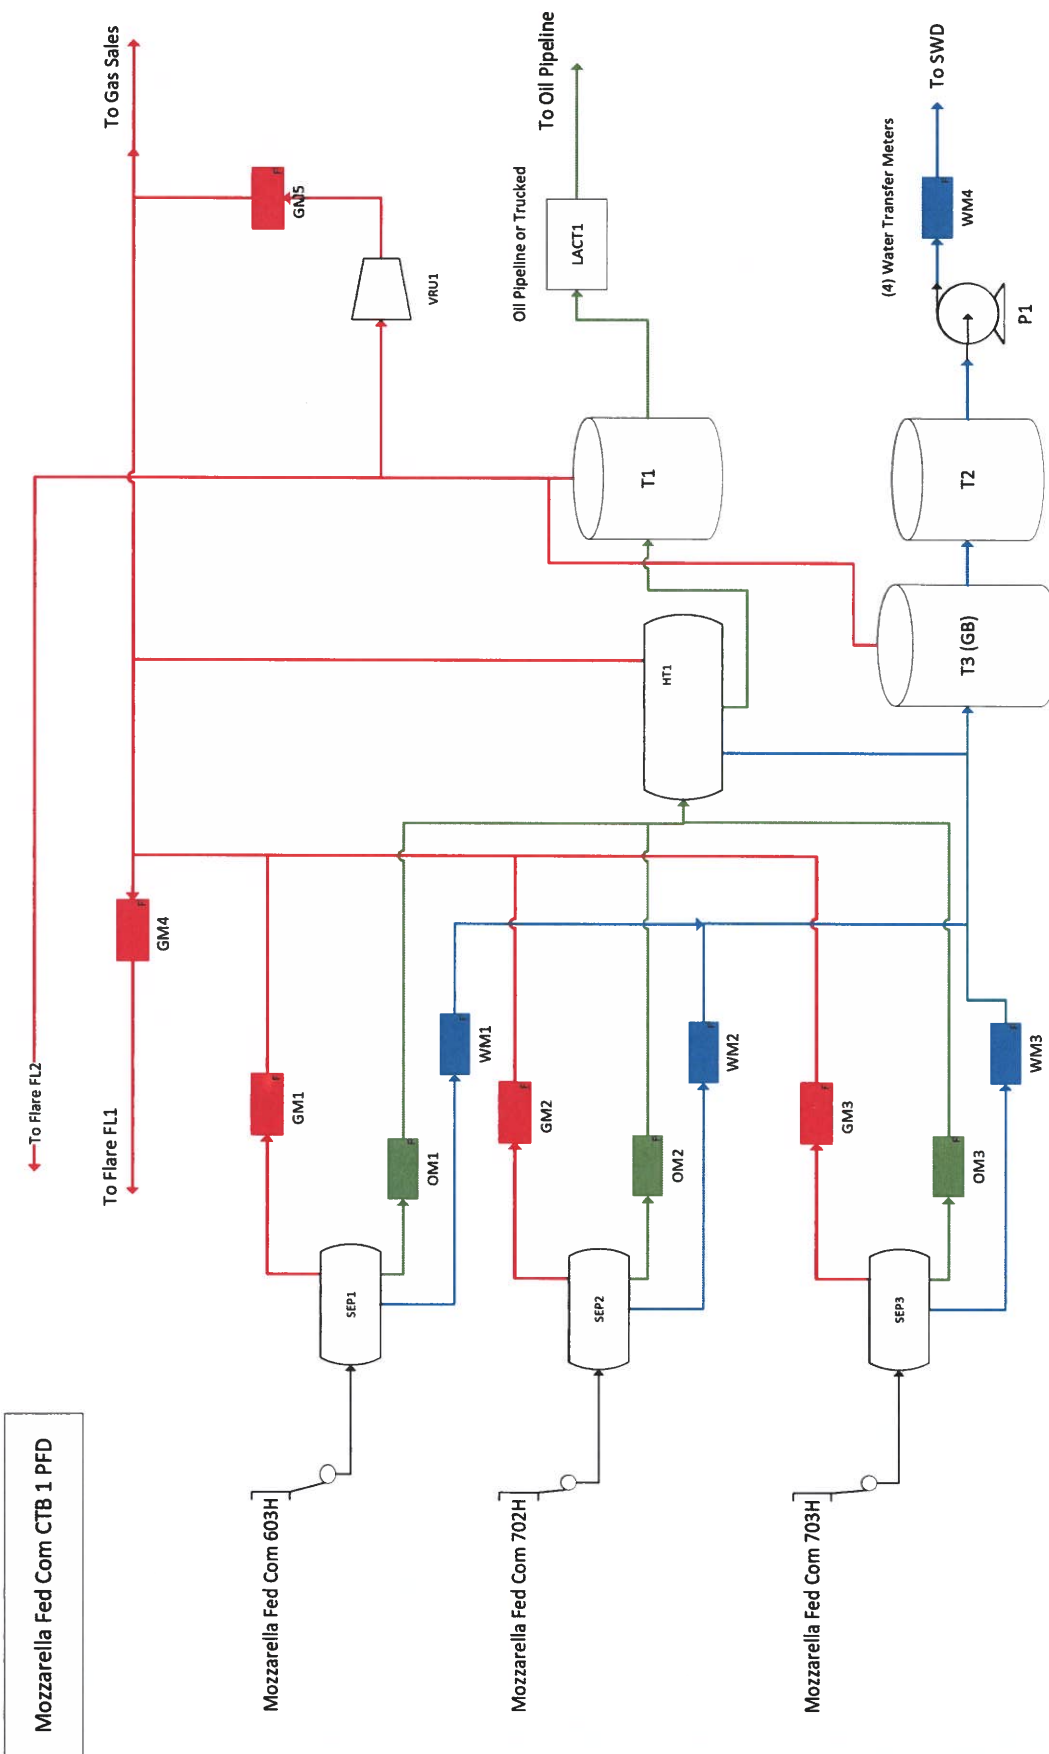 Mozzarella Fed Com CTB 1 PFD
To Flare FL2
To Flare FL1
To Gas Sales
GM4
GM5
VRU1
Mozzarella Fed Com 603H
SEP1
GM1
OM1
WM1
Mozzarella Fed Com 702H
SEP2
GM2
OM2
WM2
Mozzarella Fed Com 703H
SEP3
GM3
OM3
WM3
HT1
T1
Oil Pipeline or Trucked
LACT1
To Oil Pipeline
T3 (GB)
T2
P1
(4) Water Transfer Meters
WM4
To SWD
F
F
F
F
F
F
F
F
F
F
F
F